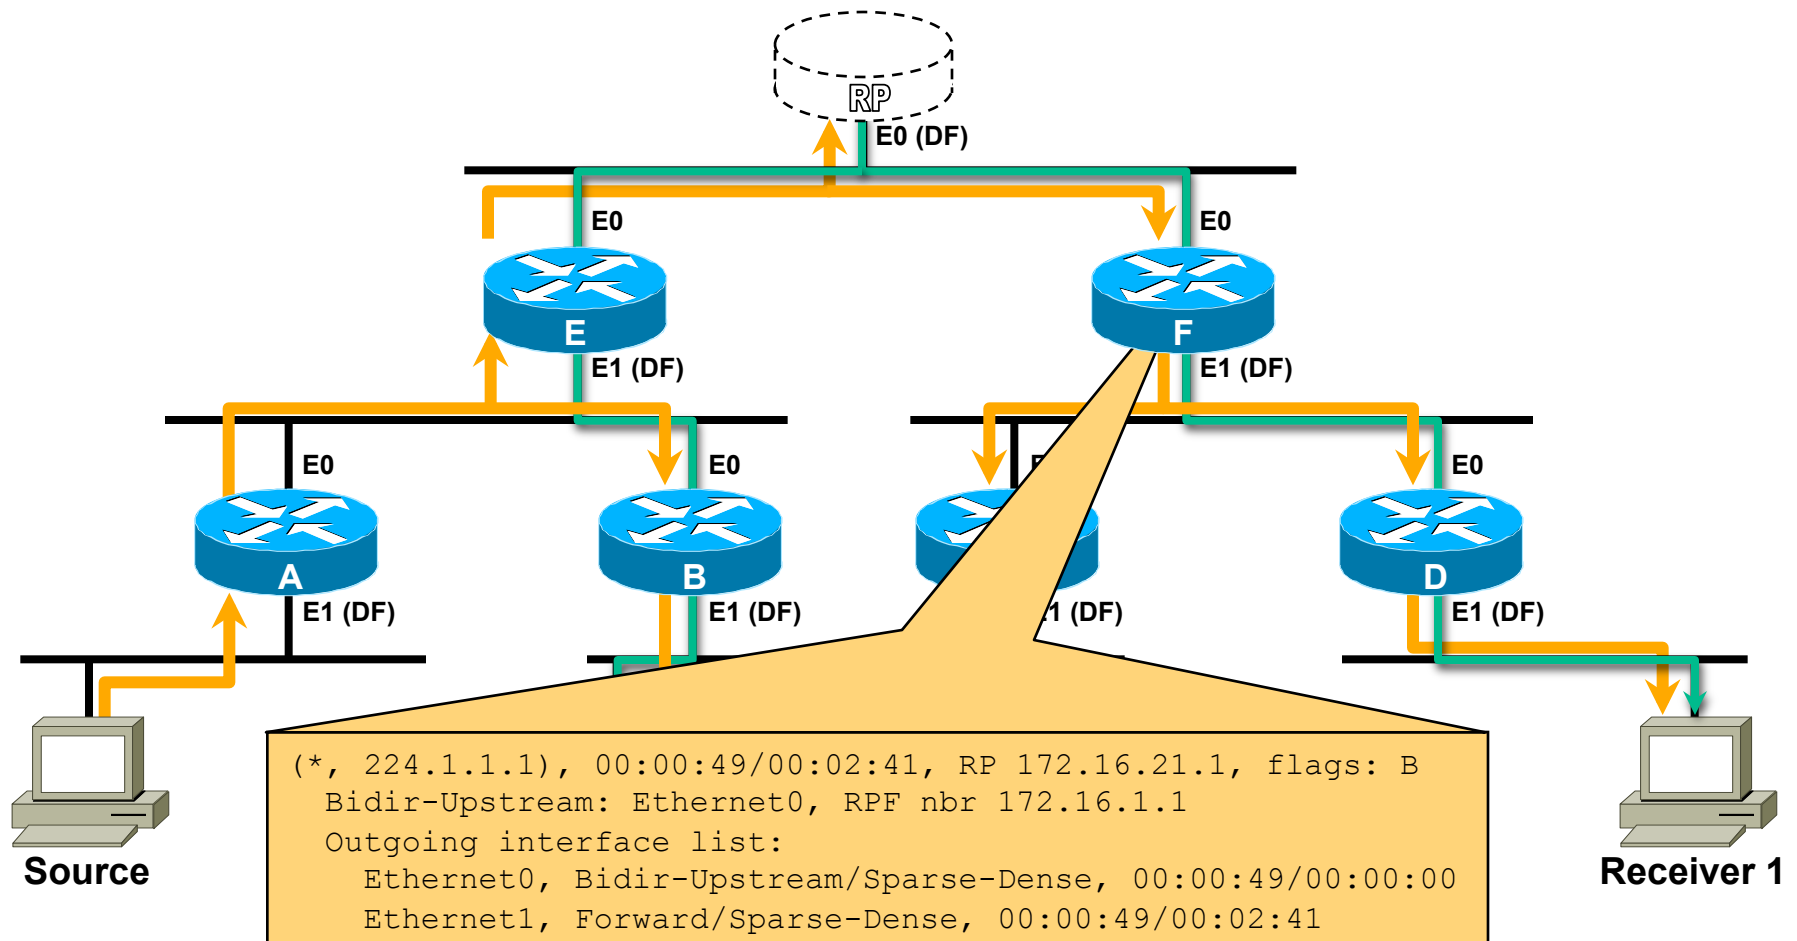 RP
E0 (DF)
E0
E0
E
F
E1 (DF)
E1 (DF)
E0
E0
E0
A
B
D
E1 (DF)
E1 (DF)
E1 (DF)
Source
Receiver 1
(*, 224.1.1.1), 00:00:49/00:02:41, RP 172.16.21.1, flags: B
Bidir-Upstream: Ethernet0, RPF nbr 172.16.1.1
Outgoing interface list:
Ethernet0, Bidir-Upstream/Sparse-Dense, 00:00:49/00:00:00
Ethernet1, Forward/Sparse-Dense, 00:00:49/00:02:41